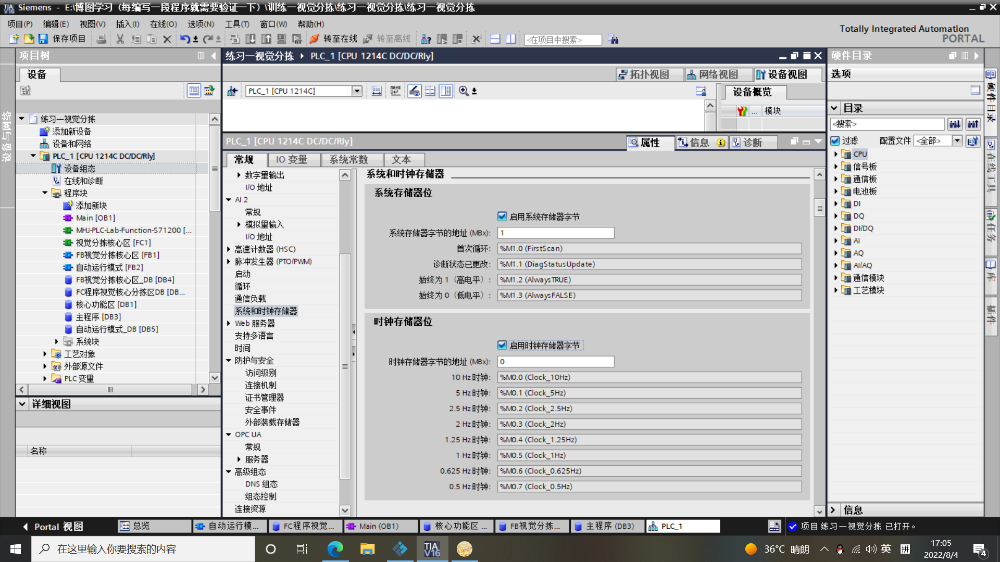 Siemens - E:\博图学习（每编写一段程序就需要验证一下）\训练一视觉分拣\练习一视觉分拣\练习一视觉分拣
项目(P) 编辑(E) 视图(V) 插入(I) 在线(O) 选项(N) 工具(T) 窗口(W) 帮助(H)
Totally Integrated Automation
PORTAL
保存项目 转至在线 转至离线 <在项目中搜索>
项目树
设备
设备与网络
练习一视觉分拣
添加新设备
设备和网络
PLC_1 [CPU 1214C DC/DC/Rly]
设备组态
在线和诊断
程序块
添加新块
Main [OB1]
MHJ-PLC-Lab-Function-S71200 [...
视觉分拣核心区 [FC1]
FB视觉分拣核心区 [FB1]
自动运行模式 [FB2]
FB视觉分拣核心区_DB [DB4]
FC程序视觉核心分拣区DB [DB...
核心功能区 [DB1]
主程序 [DB3]
自动运行模式_DB [DB5]
系统块
工艺对象
外部源文件
PLC 变量
详细视图
名称
练习一视觉分拣 PLC_1 [CPU 1214C DC/DC/Rly]
拓扑视图 网络视图 设备视图
PLC_1 [CPU 1214C]
设备概览
... 模块
PLC_1 [CPU 1214C DC/DC/Rly]
属性 信息 诊断
常规 IO 变量 系统常数 文本
数字量输出
I/O 地址
AI 2
常规
模拟量输入
I/O 地址
高速计数器 (HSC)
脉冲发生器 (PTO/PWM)
启动
循环
通信负载
系统和时钟存储器
Web 服务器
支持多语言
时间
防护与安全
访问级别
连接机制
证书管理器
安全事件
外部装载存储器
OPC UA
常规
服务器
高级组态
DNS 组态
组态控制
连接资源
系统和时钟存储器
系统存储器位
启用系统存储器字节
系统存储器字节的地址 (MBx): 1
首次循环: %M1.0 (FirstScan)
诊断状态已更改: %M1.1 (DiagStatusUpdate)
始终为 1（高电平）: %M1.2 (AlwaysTRUE)
始终为 0（低电平）: %M1.3 (AlwaysFALSE)
时钟存储器位
启用时钟存储器字节
时钟存储器字节的地址 (MBx): 0
10 Hz 时钟: %M0.0 (Clock_10Hz)
5 Hz 时钟: %M0.1 (Clock_5Hz)
2.5 Hz 时钟: %M0.2 (Clock_2.5Hz)
2 Hz 时钟: %M0.3 (Clock_2Hz)
1.25 Hz 时钟: %M0.4 (Clock_1.25Hz)
1 Hz 时钟: %M0.5 (Clock_1Hz)
0.625 Hz 时钟: %M0.6 (Clock_0.625Hz)
0.5 Hz 时钟: %M0.7 (Clock_0.5Hz)
硬件目录
选项
目录
<搜索>
过滤 配置文件 <全部>
CPU
信号板
通信板
电池板
DI
DQ
DI/DQ
AI
AQ
AI/AQ
通信模块
工艺模块
信息
硬件目录
在线工具
任务
库
插件
Portal 视图 总览 自动运行模... FC程序视觉... Main (OB1) 核心功能区 ... FB视觉分拣... 主程序 (DB3) PLC_1 项目 练习一视觉分拣 已打开。
在这里输入你要搜索的内容
TIA V16
36°C 晴朗
英 拼
17:05
2022/8/4
4